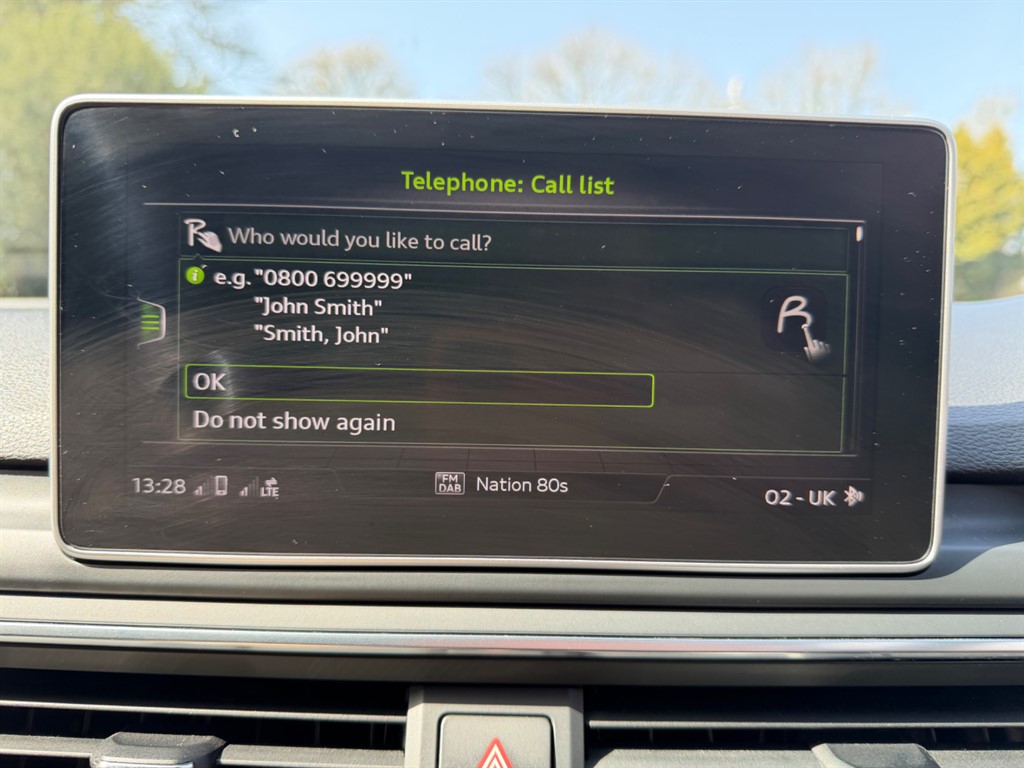 Telephone: Call list
Who would you like to call?
e.g. "0800 699999"
"John Smith"
"Smith, John"
OK
Do not show again
13:28 LTE
FM
DAB
Nation 80s
O2 - UK